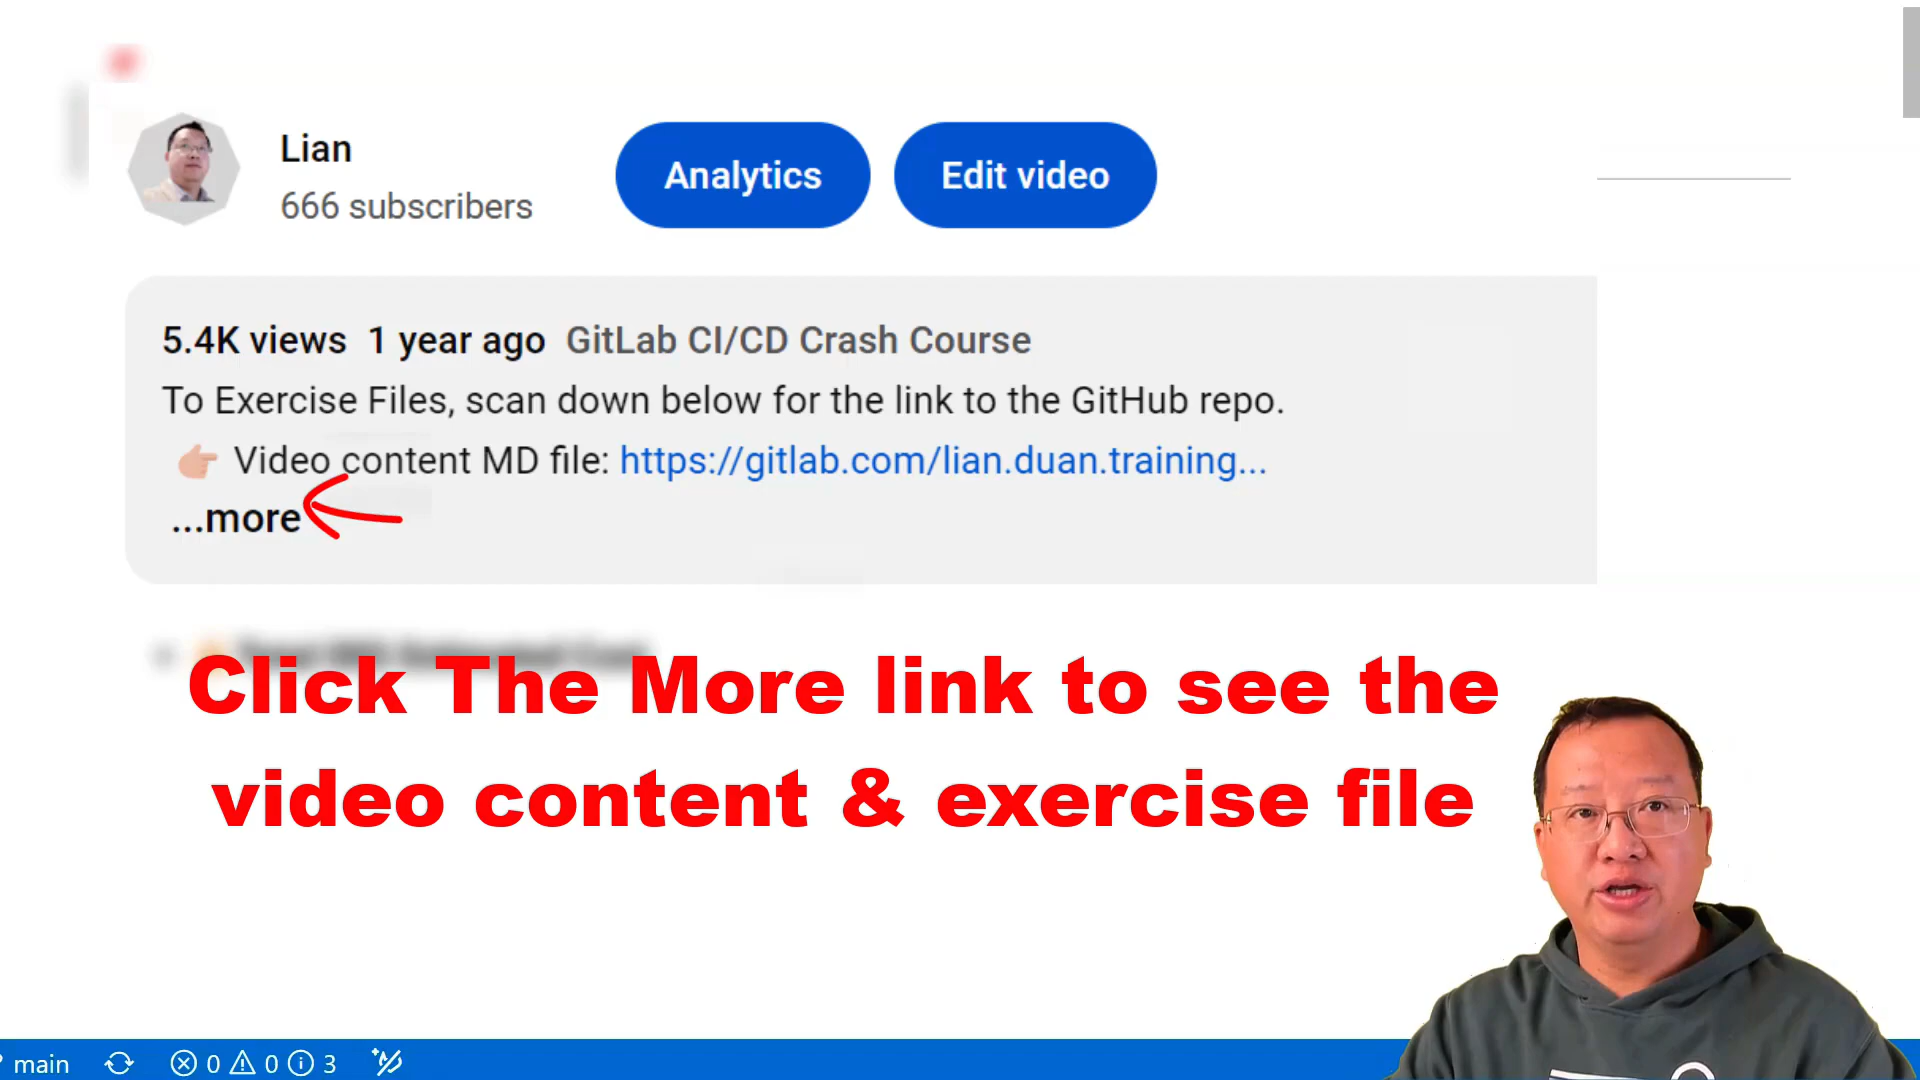 Lian
666 subscribers
Analytics
Edit video
5.4K views 1 year ago GitLab CI/CD Crash Course
To Exercise Files, scan down below for the link to the GitHub repo.
👉 Video content MD file: https://gitlab.com/lian.duan.training...
...more
Click The More link to see the
video content & exercise file
main 0 0 3